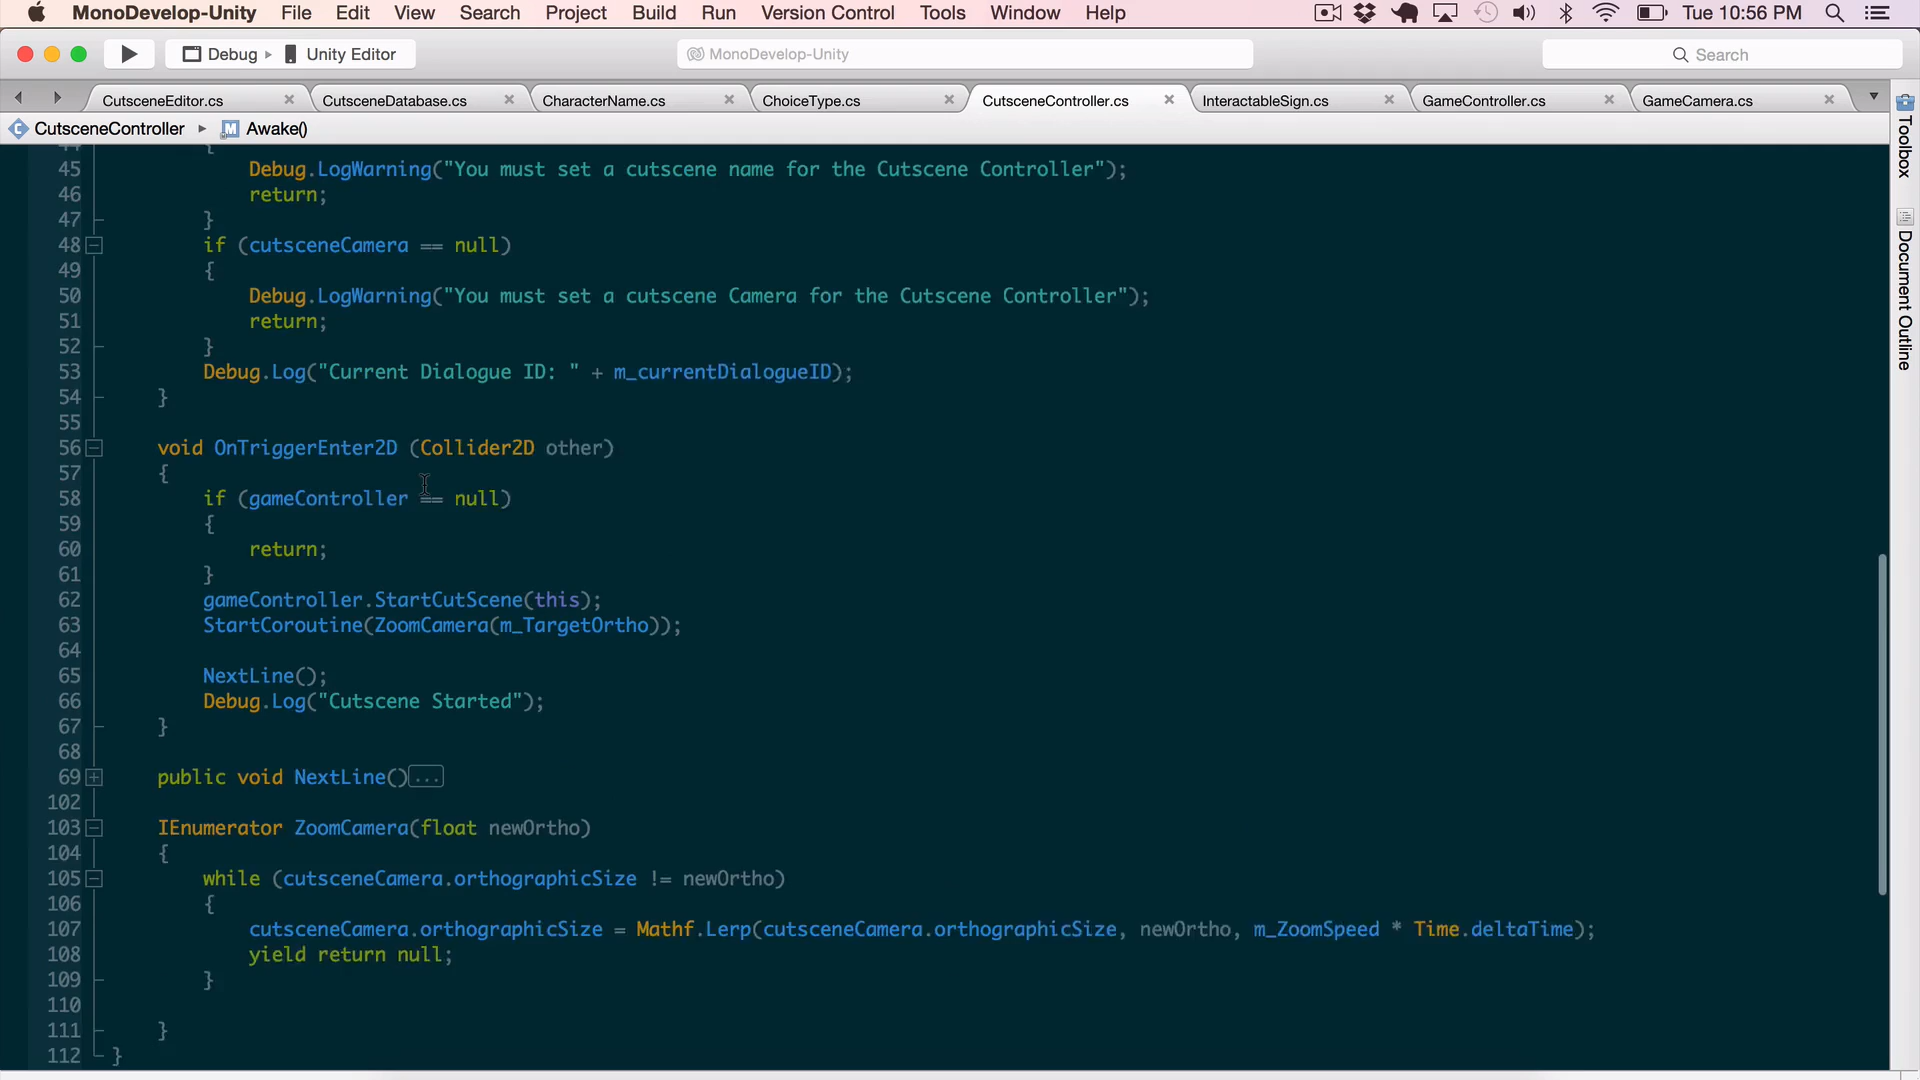 MonoDevelop-Unity File Edit View Search Project Build Run Version Control Tools Window Help Tue 10:56 PM
Debug Unity Editor MonoDevelop-Unity Search
CutsceneEditor.cs CutsceneDatabase.cs CharacterName.cs ChoiceType.cs CutsceneController.cs InteractableSign.cs GameController.cs GameCamera.cs
CutsceneController Awake()
Toolbox
Document Outline
44 {
45 Debug.LogWarning("You must set a cutscene name for the Cutscene Controller");
46 return;
47 }
48 if (cutsceneCamera == null)
49 {
50 Debug.LogWarning("You must set a cutscene Camera for the Cutscene Controller");
51 return;
52 }
53 Debug.Log("Current Dialogue ID: " + m_currentDialogueID);
54 }
55
56 void OnTriggerEnter2D (Collider2D other)
57 {
58 if (gameController == null)
59 {
60 return;
61 }
62 gameController.StartCutScene(this);
63 StartCoroutine(ZoomCamera(m_TargetOrtho));
64
65 NextLine();
66 Debug.Log("Cutscene Started");
67 }
68
69 public void NextLine()...
102
103 IEnumerator ZoomCamera(float newOrtho)
104 {
105 while (cutsceneCamera.orthographicSize != newOrtho)
106 {
107 cutsceneCamera.orthographicSize = Mathf.Lerp(cutsceneCamera.orthographicSize, newOrtho, m_ZoomSpeed * Time.deltaTime);
108 yield return null;
109 }
110
111 }
112 }